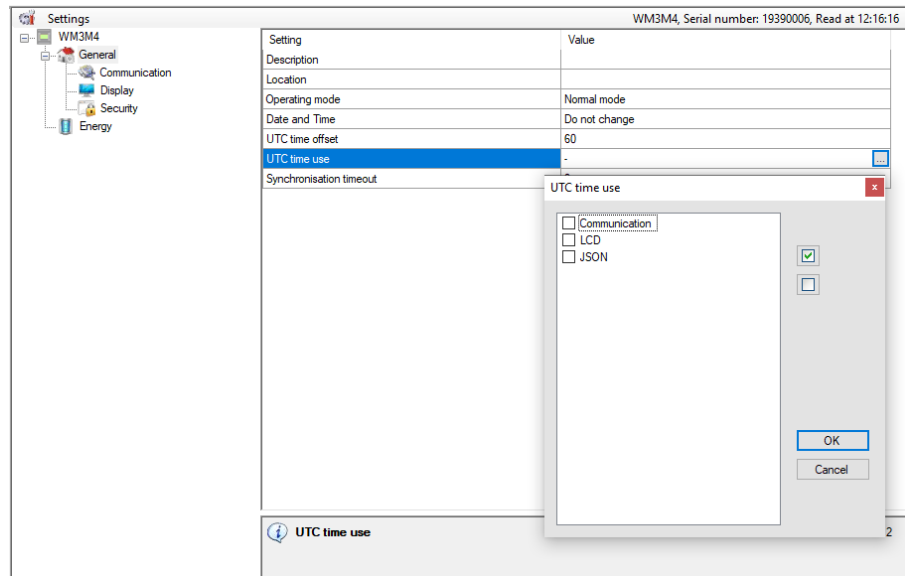 Settings
WM3M4, Serial number: 19390006, Read at 12:16:16
WM3M4
General
Communication
Display
Security
Energy
Setting Value
Description
Location
Operating mode Normal mode
Date and Time Do not change
UTC time offset 60
UTC time use - ...
Synchronisation timeout
UTC time use x
Communication
LCD
JSON
OK
Cancel
UTC time use 2